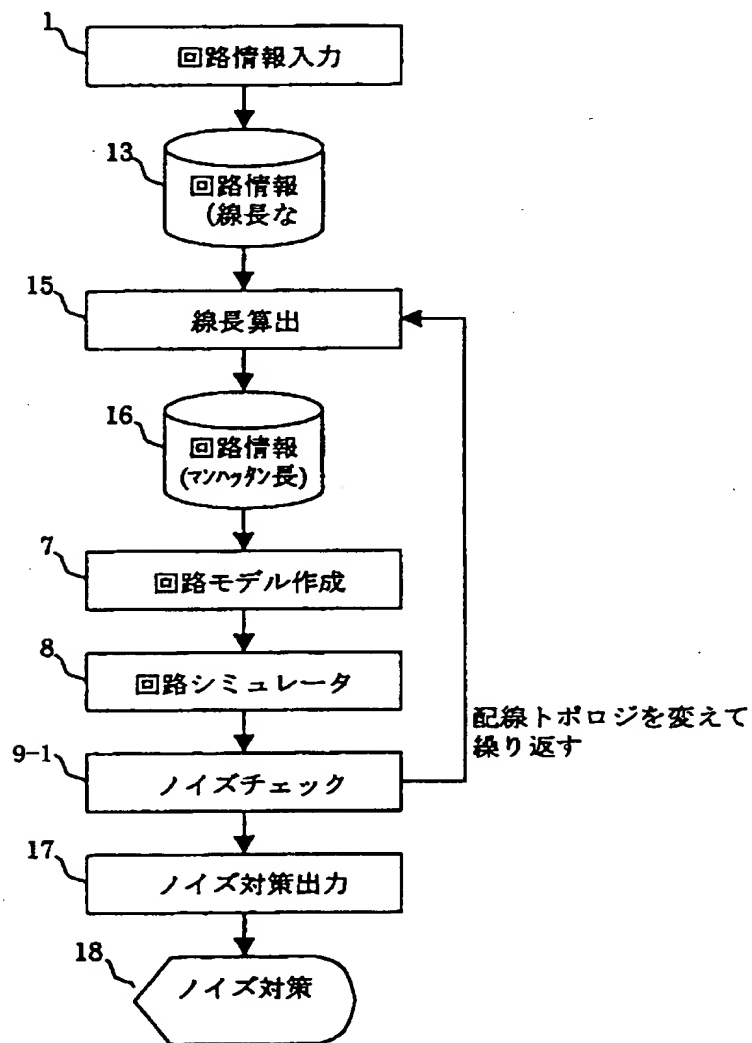 1
回路情報入力
13
回路情報
(線長な
15
線長算出
16
回路情報
(マンハッタン長)
7
回路モデル作成
8
回路シミュレータ
配線トポロジを変えて
繰り返す
9-1
ノイズチェック
17
ノイズ対策出力
18
ノイズ対策